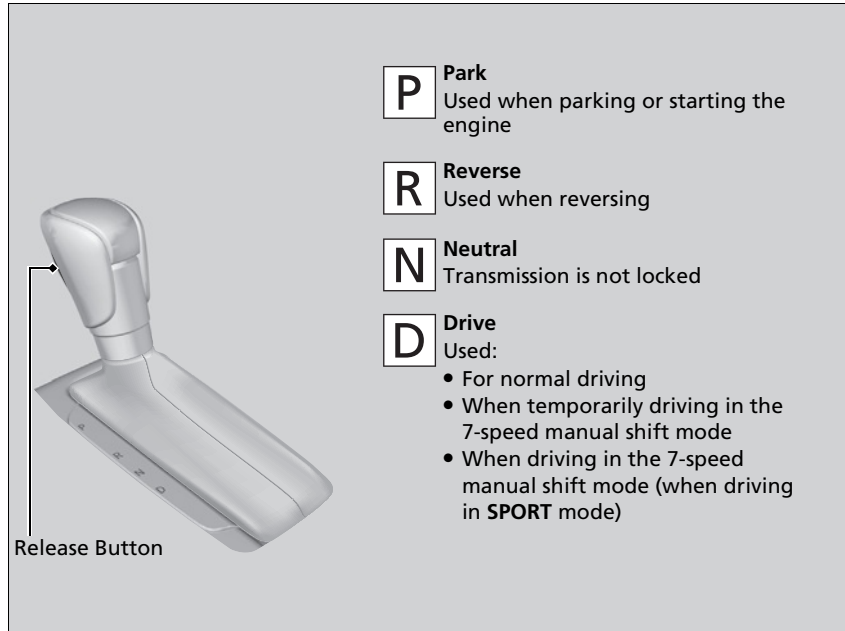 P
Park
Used when parking or starting the
engine
R
Reverse
Used when reversing
N
Neutral
Transmission is not locked
D
Drive
Used:
• For normal driving
• When temporarily driving in the
7-speed manual shift mode
• When driving in the 7-speed
manual shift mode (when driving
in SPORT mode)
P
R
N
D
Release Button